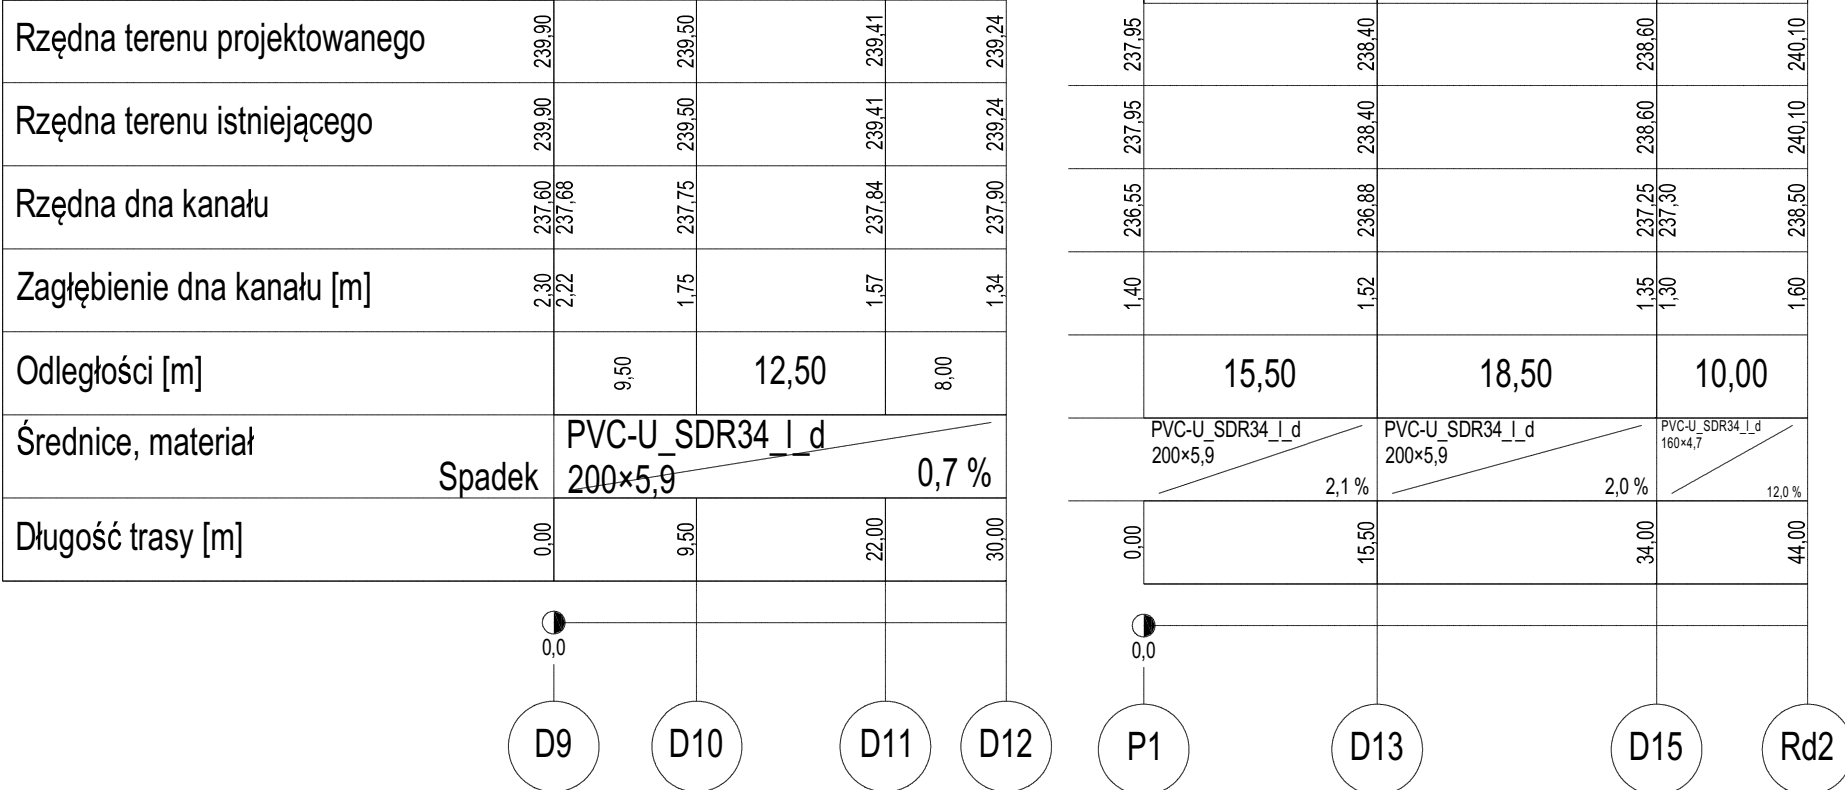 Rzędna terenu projektowanego 239,90 239,50 239,41 239,24 237,95 238,40 238,60 240,10
Rzędna terenu istniejącego 239,90 239,50 239,41 239,24 237,95 238,40 238,60 240,10
Rzędna dna kanału 237,60 237,68 237,75 237,84 237,90 236,55 236,88 237,25 237,30 238,50
Zagłębienie dna kanału [m] 2,30 2,22 1,75 1,57 1,34 1,40 1,52 1,35 1,30 1,60
Odległości [m] 9,50 12,50 8,00 15,50 18,50 10,00
Średnice, materiał PVC-U_SDR34_l_d PVC-U_SDR34_l_d PVC-U_SDR34_l_d PVC-U_SDR34_l_d
200×5,9 200×5,9 200×5,9 160×4,7
Spadek 0,7 % 2,1 % 2,0 % 12,0 %
Długość trasy [m] 0,00 9,50 22,00 30,00 0,00 15,50 34,00 44,00
0,0 0,0
D9 D10 D11 D12 P1 D13 D15 Rd2